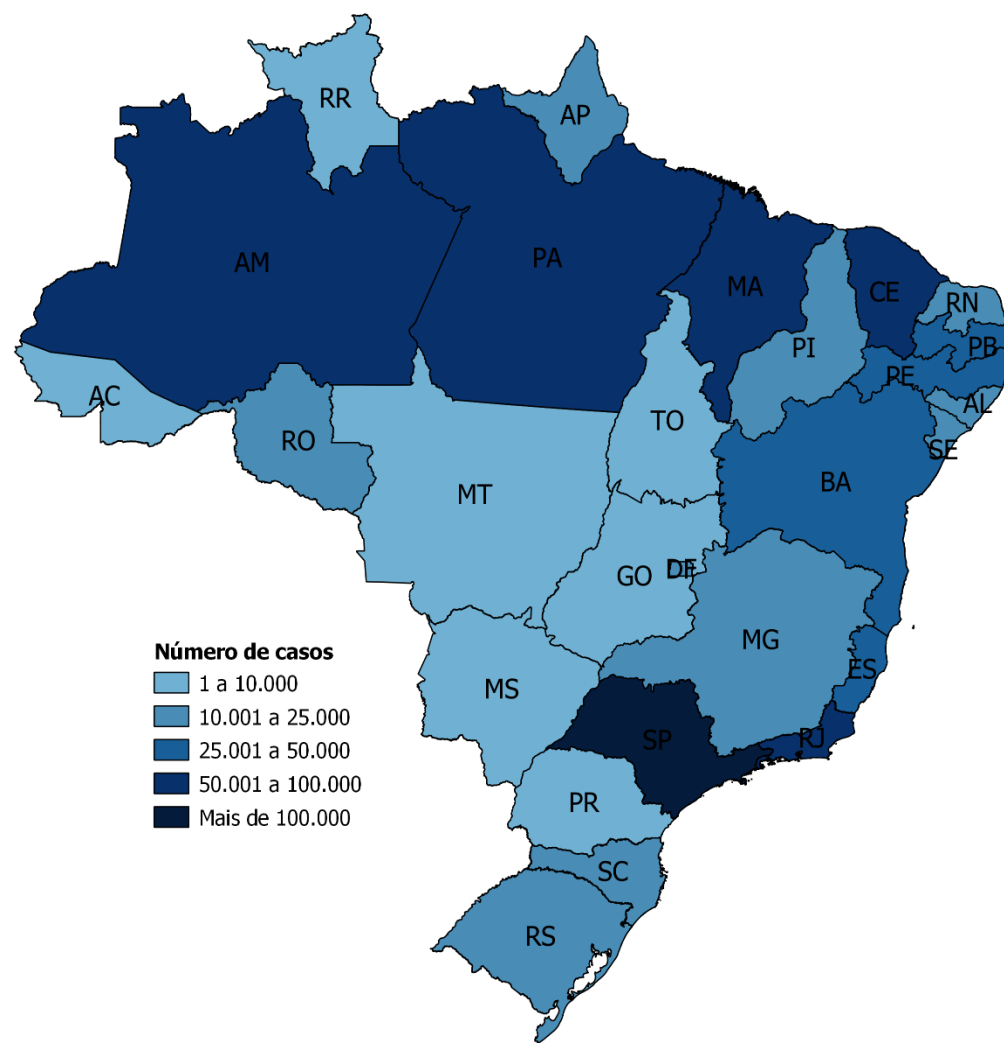 RR
AP
AM
PA
MA
CE
RN
PB
PI
PE
AL
SE
AC
TO
RO
BA
MT
GO
DF
MG
ES
MS
SP
RJ
PR
SC
RS
Número de casos
1 a 10.000
10.001 a 25.000
25.001 a 50.000
50.001 a 100.000
Mais de 100.000